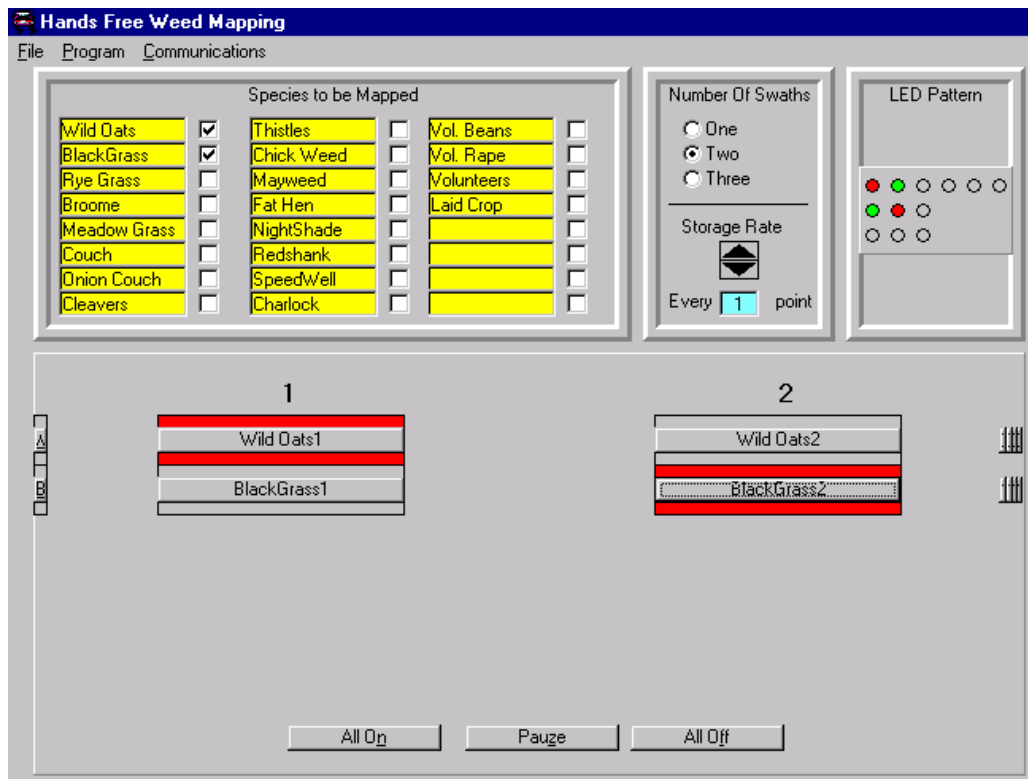 Hands Free Weed Mapping
File Program Communications
Species to be Mapped
Wild Oats Thistles Vol. Beans
BlackGrass Chick Weed Vol. Rape
Rye Grass Mayweed Volunteers
Broome Fat Hen Laid Crop
Meadow Grass NightShade
Couch Redshank
Onion Couch SpeedWell
Cleavers Charlock
Number Of Swaths
One
Two
Three
Storage Rate
Every 1 point
LED Pattern
1 2
A Wild Oats1 Wild Oats2
B BlackGrass1 BlackGrass2
All On Pauze All Off